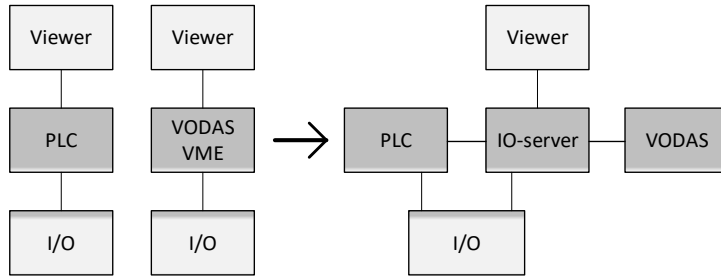 Viewer
Viewer
Viewer
PLC
VODAS
VME
PLC
IO-server
VODAS
I/O
I/O
I/O